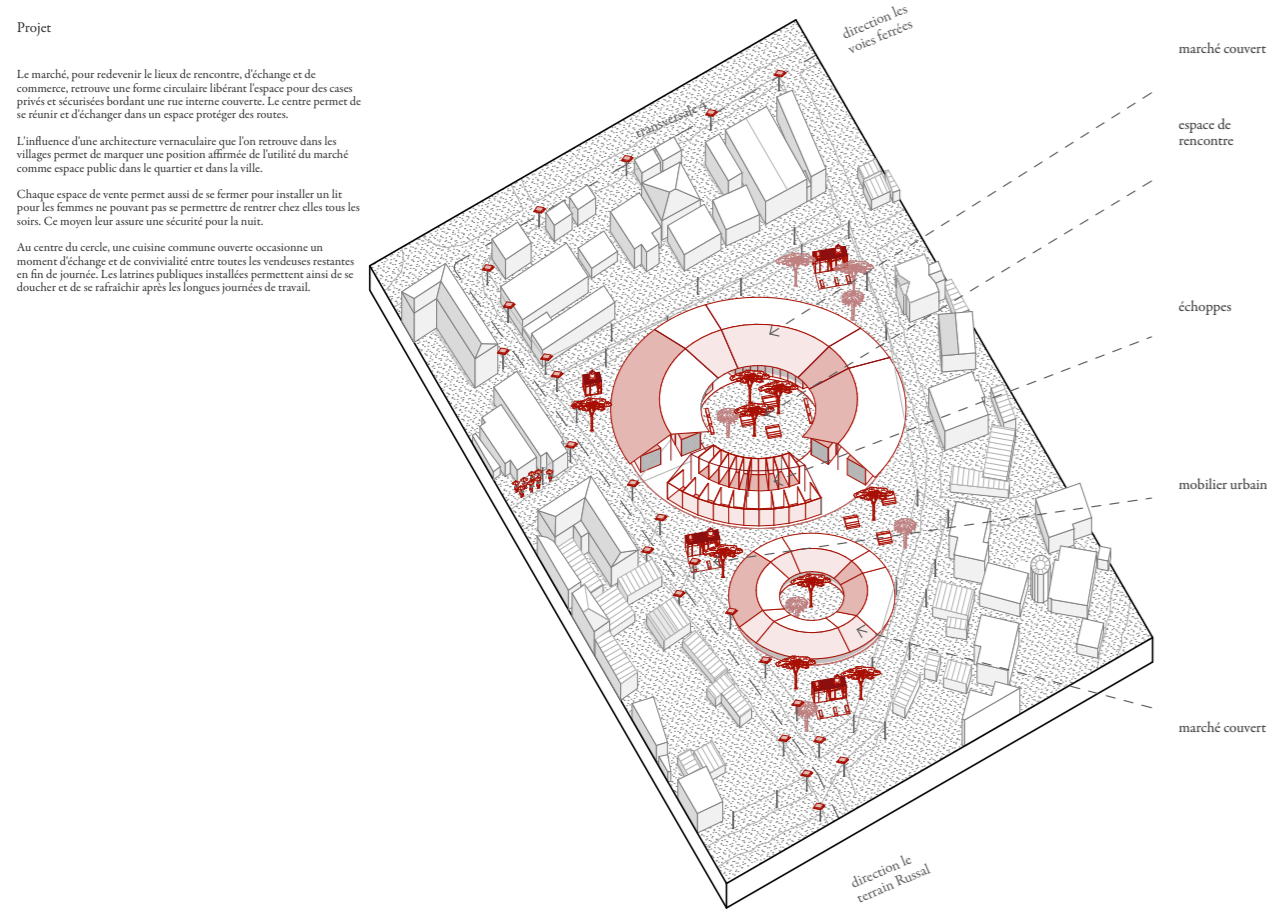 Projet
Le marché, pour redevenir le lieux de rencontre, d'échange et de
commerce, retrouve une forme circulaire libérant l'espace pour des cases
privés et sécurisées bordant une rue interne couverte. Le centre permet de
se réunir et d'échanger dans un espace protéger des routes.
L'influence d'une architecture vernaculaire que l'on retrouve dans les
villages permet de marquer une position affirmée de l'utilité du marché
comme espace public dans le quartier et dans la ville.
Chaque espace de vente permet aussi de se fermer pour installer un lit
pour les femmes ne pouvant pas se permettre de rentrer chez elles tous les
soirs. Ce moyen leur assure une sécurité pour la nuit.
Au centre du cercle, une cuisine commune ouverte occasionne un
moment d'échange et de convivialité entre toutes les vendeuses restantes
en fin de journée. Les latrines publiques installées permettent ainsi de se
doucher et de se rafraîchir après les longues journées de travail.
direction les
voies ferrées
transversale 4
marché couvert
espace de
rencontre
échoppes
mobilier urbain
marché couvert
direction le
terrain Russal